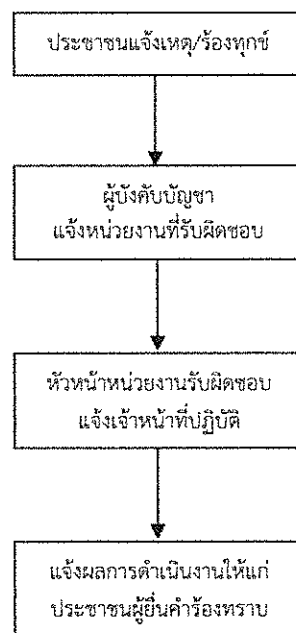 ประชาชนแจ้งเหตุ/ร้องทุกข์
ผู้บังคับบัญชา
แจ้งหน่วยงานที่รับผิดชอบ
หัวหน้าหน่วยงานรับผิดชอบ
แจ้งเจ้าหน้าที่ปฏิบัติ
แจ้งผลการดำเนินงานให้แก่
ประชาชนผู้ยื่นคำร้องทราบ